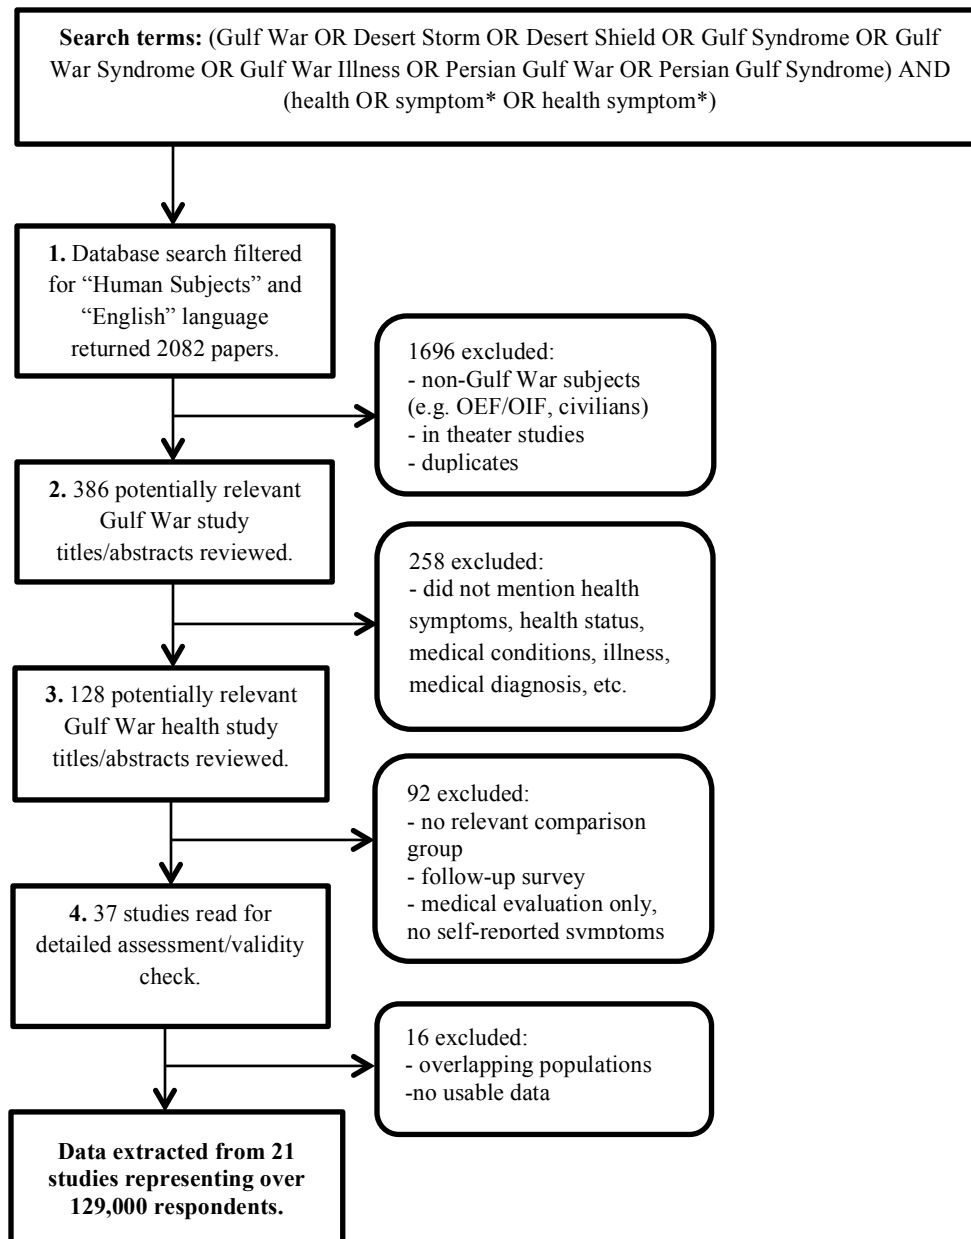 Search terms: (Gulf War OR Desert Storm OR Desert Shield OR Gulf Syndrome OR Gulf
War Syndrome OR Gulf War Illness OR Persian Gulf War OR Persian Gulf Syndrome) AND
(health OR symptom* OR health symptom*)
1. Database search filtered
for “Human Subjects” and
“English” language
returned 2082 papers.
1696 excluded:
- non-Gulf War subjects
(e.g. OEF/OIF, civilians)
- in theater studies
- duplicates
2. 386 potentially relevant
Gulf War study
titles/abstracts reviewed.
258 excluded:
- did not mention health
symptoms, health status,
medical conditions, illness,
medical diagnosis, etc.
3. 128 potentially relevant
Gulf War health study
titles/abstracts reviewed.
92 excluded:
- no relevant comparison
group
- follow-up survey
- medical evaluation only,
no self-reported symptoms
4. 37 studies read for
detailed assessment/validity
check.
16 excluded:
- overlapping populations
-no usable data
Data extracted from 21
studies representing over
129,000 respondents.